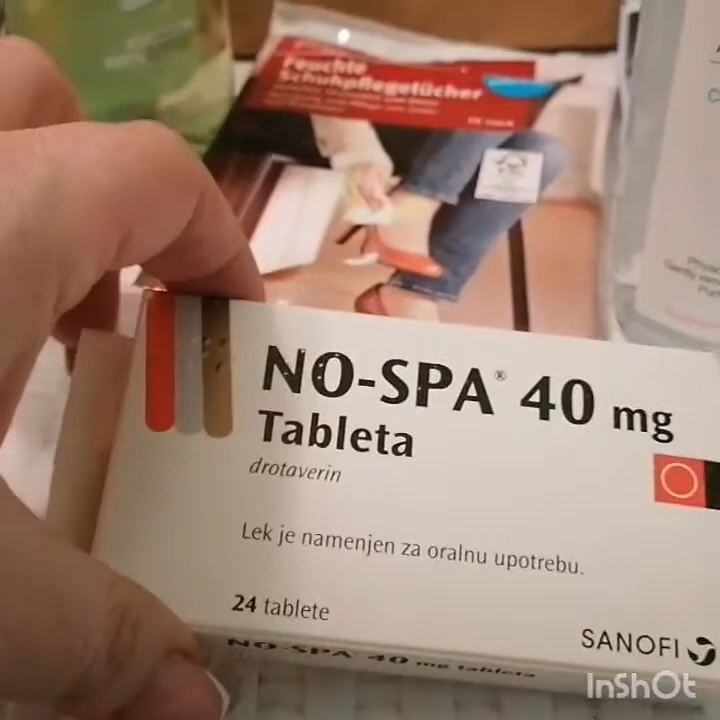 Feuchte
Schuhpflegetücher
NO-SPA® 40 mg
Tableta
drotaverin
Lek je namenjen za oralnu upotrebu.
24 tablete
SANOFI
NO-SPA® 40 mg tableta
InShOt